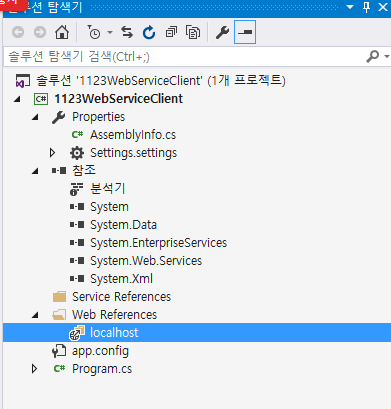 솔루션 탐색기
솔루션 탐색기 검색(Ctrl+;)
솔루션 '1123WebServiceClient' (1개 프로젝트)
C# 1123WebServiceClient
Properties
C# AssemblyInfo.cs
Settings.settings
참조
분석기
System
System.Data
System.EnterpriseServices
System.Web.Services
System.Xml
Service References
Web References
localhost
app.config
C# Program.cs